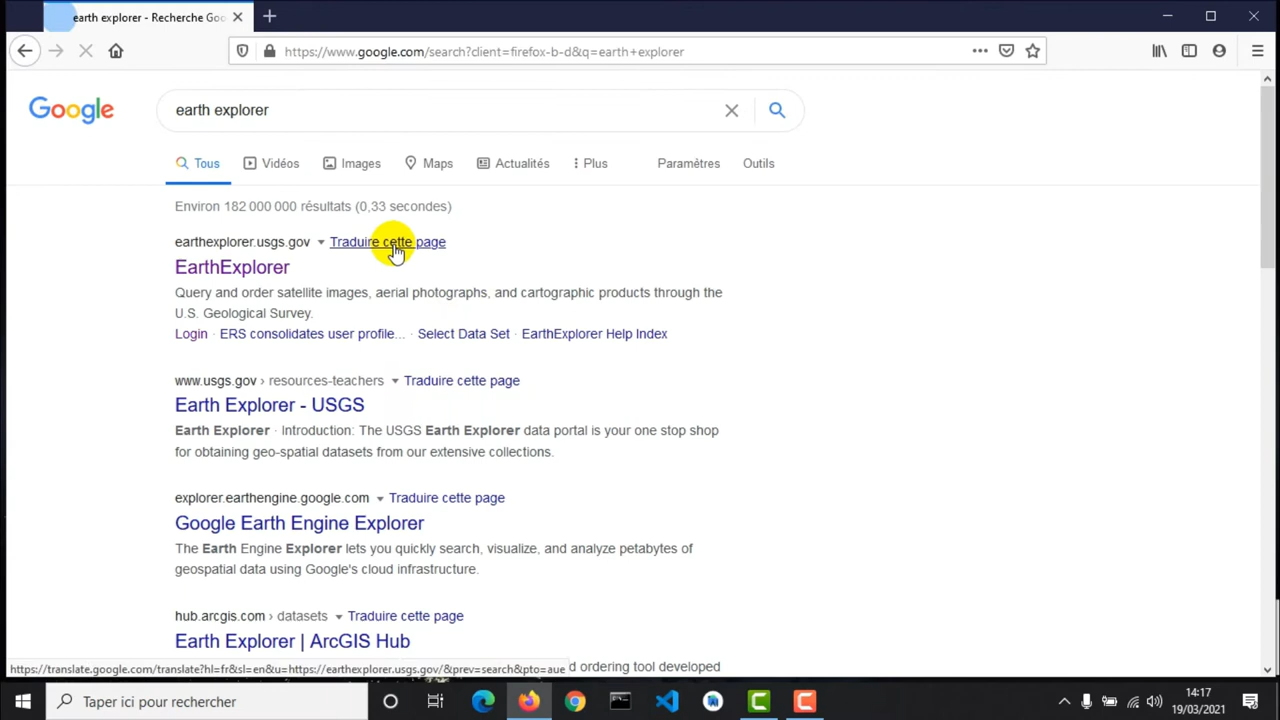 earth explorer - Recherche Goo
https://www.google.com/search?client=firefox-b-d&q=earth+explorer
Google
earth explorer
Tous Vidéos Images Maps Actualités Plus Paramètres Outils
Environ 182 000 000 résultats (0,33 secondes)
earthexplorer.usgs.gov Traduire cette page
EarthExplorer
Query and order satellite images, aerial photographs, and cartographic products through the
U.S. Geological Survey.
Login · ERS consolidates user profile... · Select Data Set · EarthExplorer Help Index
www.usgs.gov › resources-teachers Traduire cette page
Earth Explorer - USGS
Earth Explorer · Introduction: The USGS Earth Explorer data portal is your one stop shop
for obtaining geo-spatial datasets from our extensive collections.
explorer.earthengine.google.com Traduire cette page
Google Earth Engine Explorer
The Earth Engine Explorer lets you quickly search, visualize, and analyze petabytes of
geospatial data using Google's cloud infrastructure.
hub.arcgis.com › datasets Traduire cette page
Earth Explorer | ArcGIS Hub
https://translate.google.com/translate?hl=fr&sl=en&u=https://earthexplorer.usgs.gov/&prev=search&pto=aue d ordering tool developed
Taper ici pour rechercher
14:17
19/03/2021